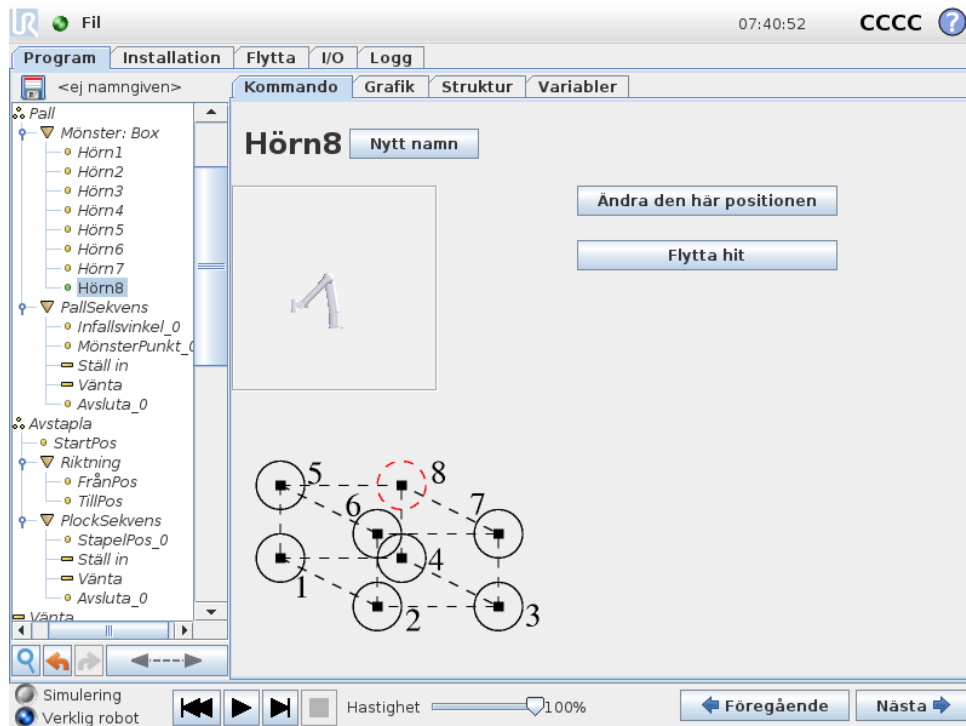 UR Fil 07:40:52 CCCC ?
Program Installation Flytta I/O Logg
<ej namngiven>
Kommando Grafik Struktur Variabler
Pall
Mönster: Box
Hörn1
Hörn2
Hörn3
Hörn4
Hörn5
Hörn6
Hörn7
Hörn8
PallSekvens
Infallsvinkel_0
MönsterPunkt_0
Ställ in
Vänta
Avsluta_0
Avstapla
StartPos
Riktning
FrånPos
TillPos
PlockSekvens
StapelPos_0
Ställ in
Vänta
Avsluta_0
Vänta
Hörn8 Nytt namn
Ändra den här positionen
Flytta hit
5 8
6 7
4
1
2 3
Simulering
Verklig robot
Hastighet 100%
Föregående Nästa